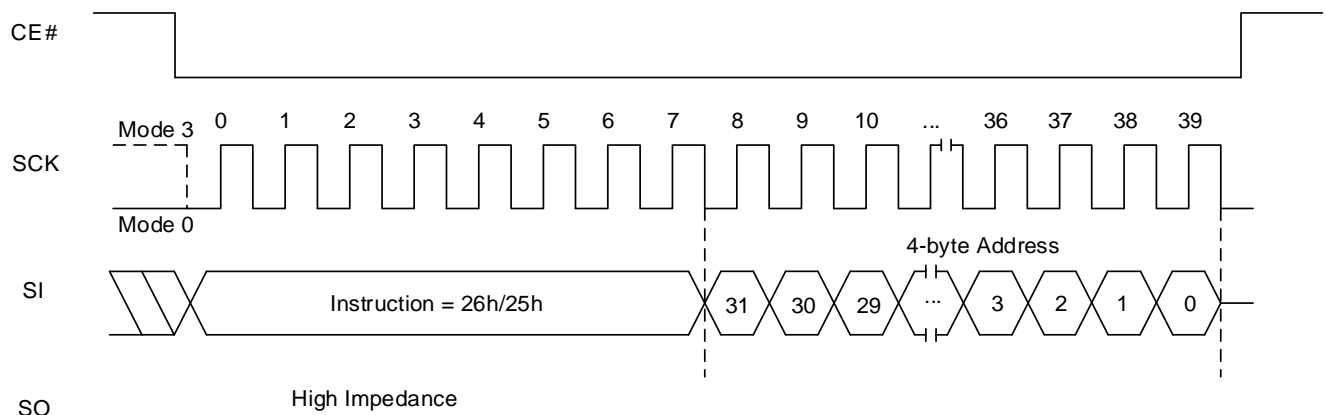 CE#
Mode 3
0 1 2 3 4 5 6 7 8 9 10 ... 36 37 38 39
SCK
Mode 0
4-byte Address
SI
Instruction = 26h/25h
31 30 29 ... 3 2 1 0
High Impedance
SO